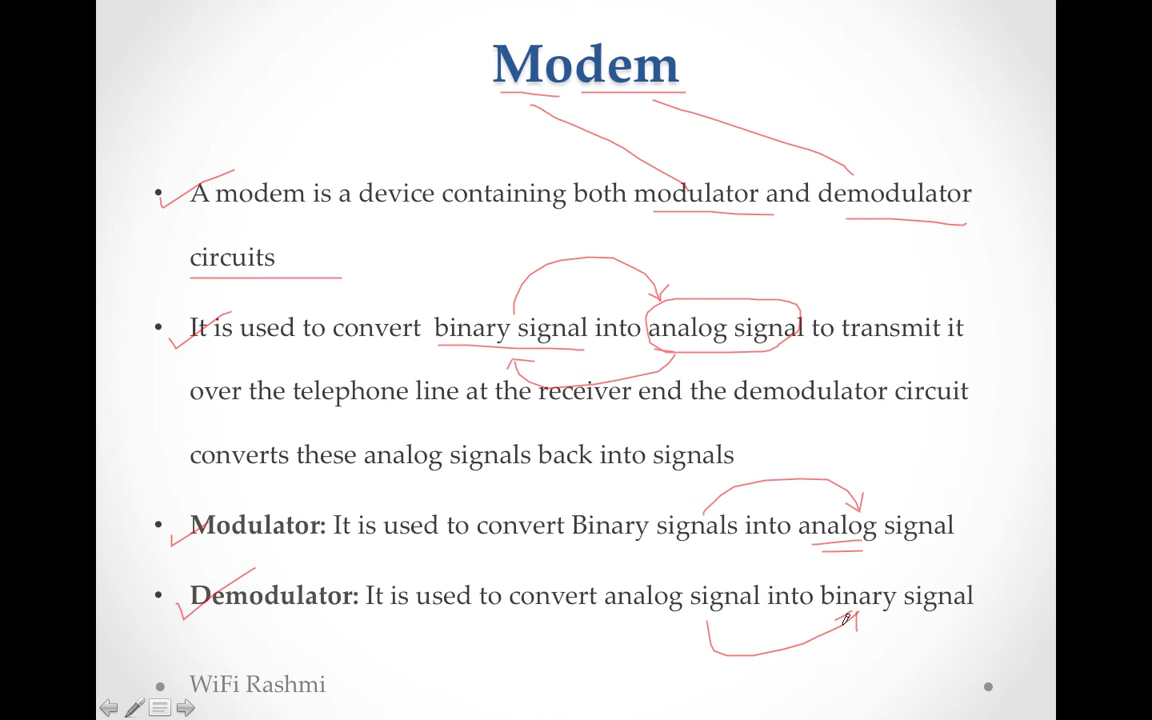 Modem
• A modem is a device containing both modulator and demodulator
circuits
• It is used to convert binary signal into analog signal to transmit it
over the telephone line at the receiver end the demodulator circuit
converts these analog signals back into signals
• Modulator: It is used to convert Binary signals into analog signal
• Demodulator: It is used to convert analog signal into binary signal
• WiFi Rashmi